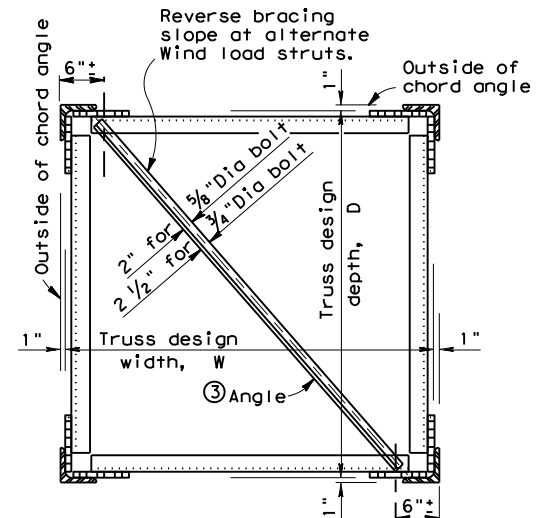 Reverse bracing
slope at alternate
Wind load struts.
6"±
1"
Outside of
chord angle
Outside of chord angle
5/8"Dia bolt
3/4"Dia bolt
2" for
2 1/2" for
Truss design
depth, D
1"
Truss design
width, W
1"
③ Angle
1"
6"±